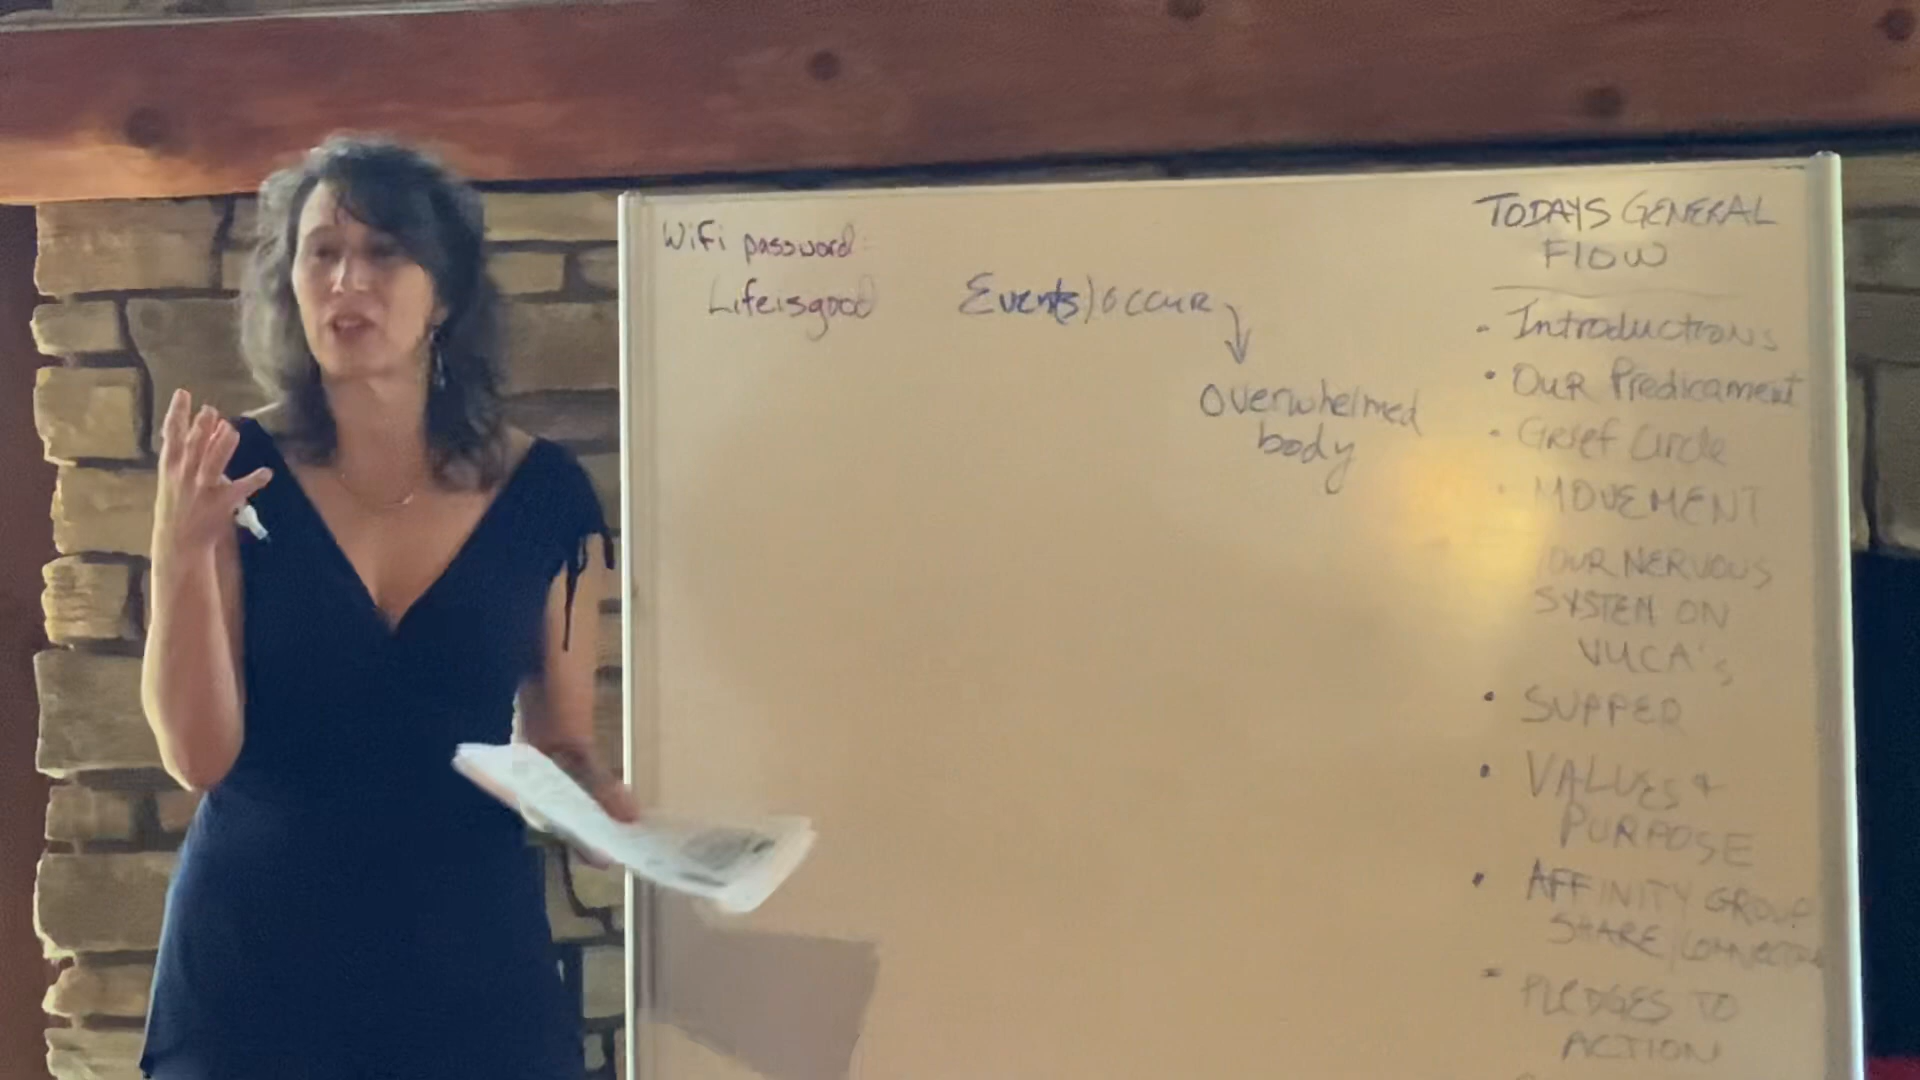 Wifi password:
Lifeisgood
Events) occur
Overwhelmed
body
TODAYS GENERAL
FLOW
- Introductions
• Our Predicament
• Grief Circle
• MOVEMENT
OUR NERVOUS
SYSTEM ON
VUCA's
• SUPPER
• VALUES &
PURPOSE
• AFFINITY GROUP
SHARE/
- PLEDGES TO
ACTION